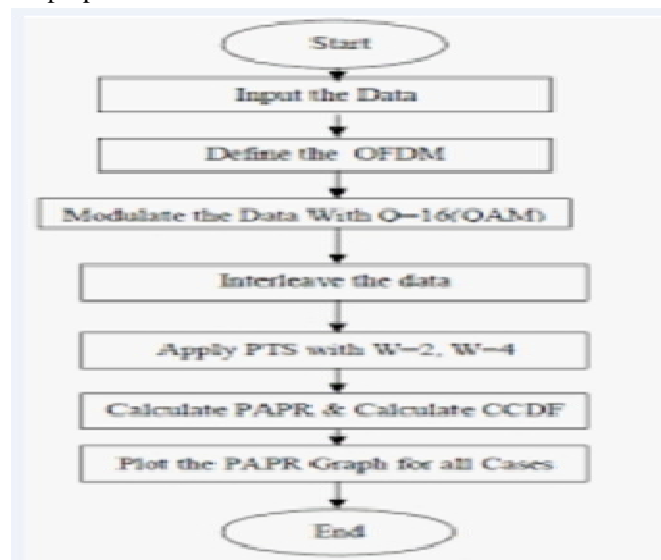 Start
Input the Data
Define the OFDM
Modulate the Data With Q=16(QAM)
Interleave the data
Apply PTS with W=2, W=4
Calculate PAPR & Calculate CCDF
Plot the PAPR Graph for all Cases
End